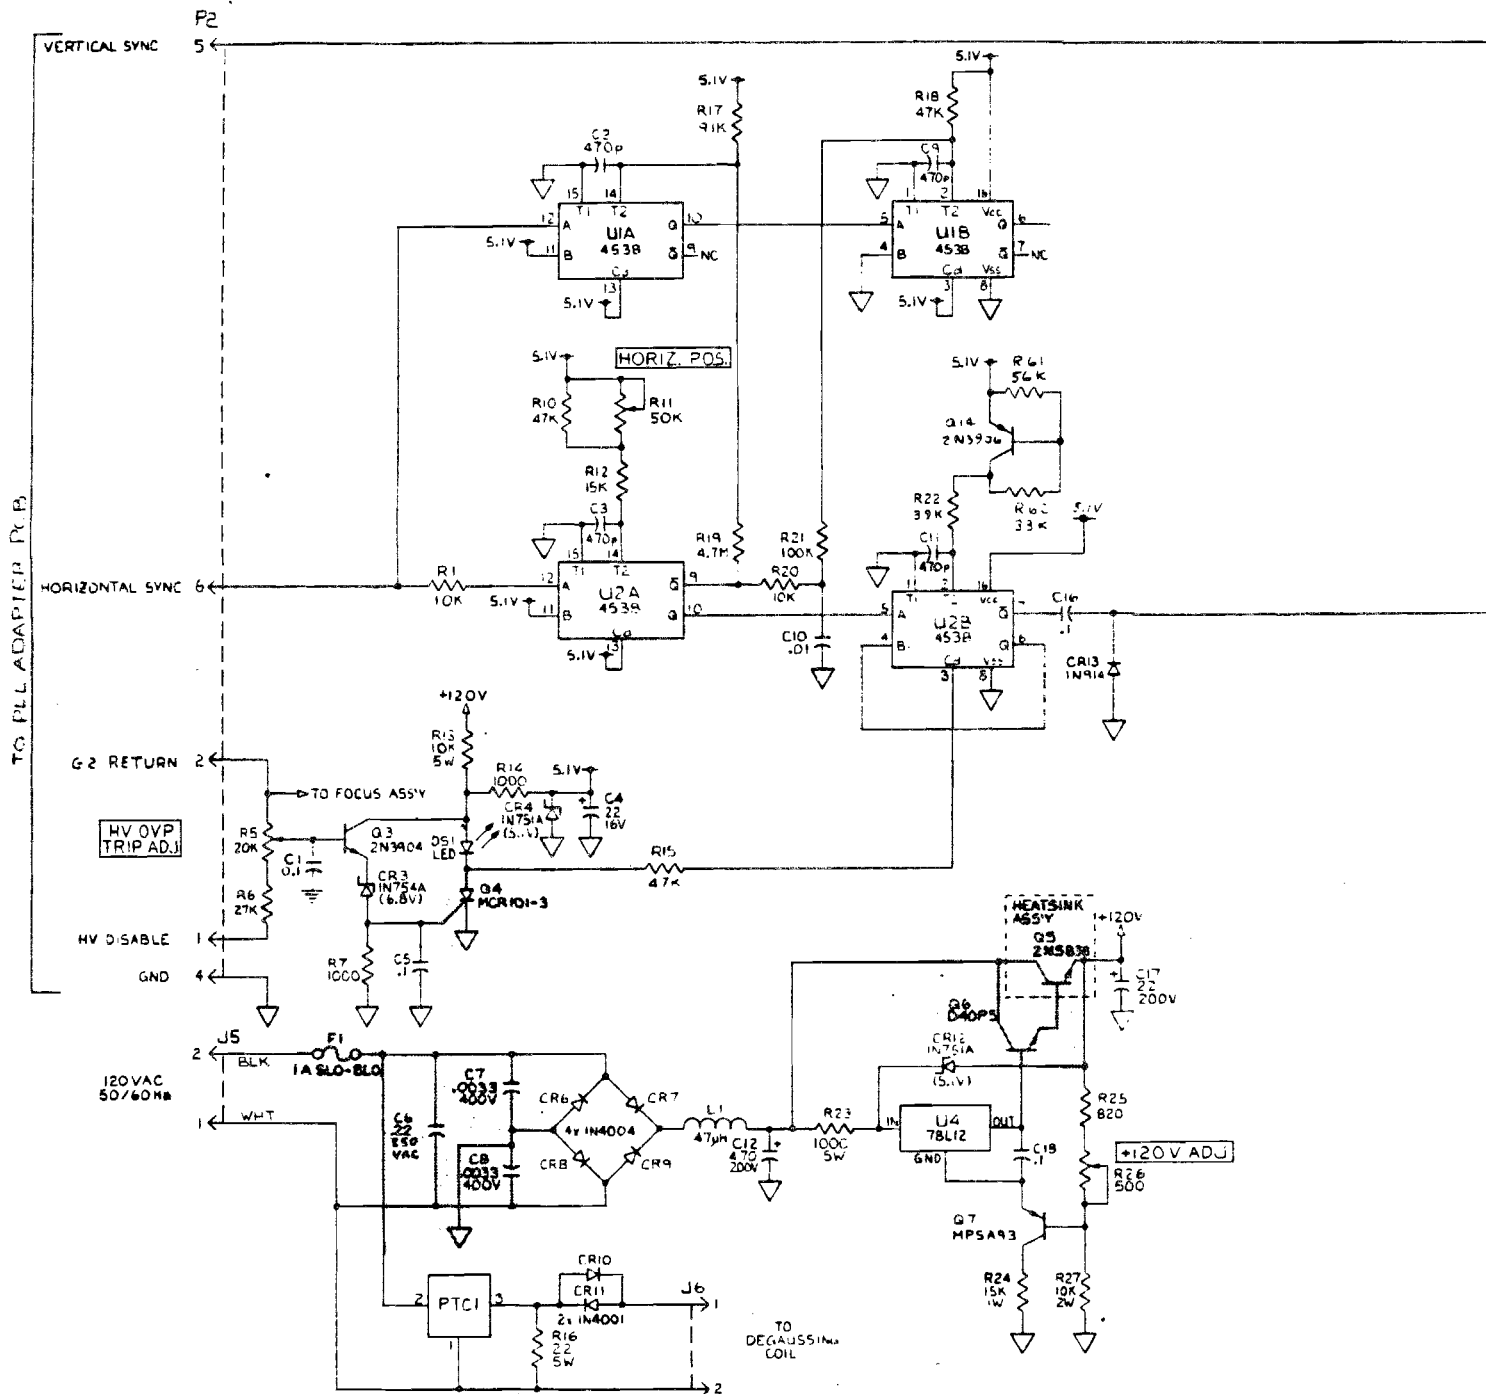 P2
VERTICAL SYNC 5
5.1V
R17
91K
5.1V
R18
47K
C2
470p
C9
470p
15 14
T1 T2
12 A Q 10
U1A
4538
5.1V 11 B Q 9 NC
Cd
13
5.1V
1 2 16
T1 T2 Vcc
5 A Q 6
U1B
4538
4 B Q 7 NC
Cd Vss
3 8
5.1V
5.1V
HORIZ. POS.
R10
47K
R11
50K
R12
15K
C3
470p
5.1V
R61
56K
Q14
2N3906
R22
39K
R62
33K
5.1V
C11
470p
R19
4.7M
R21
100K
R20
10K
C10
.01
TO PLL ADAPTER PCB
HORIZONTAL SYNC 6
R1
10K
15 14
T1 T2
12 A Q 9
U2A
4538
5.1V 11 B Q 10
Cd
13
5.1V
1 2 16
T1 T2 Vcc
5 A Q 7
U2B
4538
4 B Q 6
Cd Vss
3 8
C16
.1
CR13
1N914
+120V
R13
10K
5W
G2 RETURN 2
TO FOCUS ASS'Y
R14
1000
5.1V
CR4
1N751A
(5.1V)
C4
22
16V
HV OVP
TRIP ADJ
R5
20K
C1
0.1
Q3
2N3904
DS1
LED
R15
47K
CR3
1N754A
(6.8V)
Q4
MCR101-3
R6
27K
HV DISABLE 1
R7
1000
C5
.1
GND 4
HEATSINK
ASS'Y
Q5
2N5838
+120V
C17
22
200V
Q6
D40P5
J5
2 BLK
F1
1A SLO-BLO
120VAC
50/60Hz
1 WHT
C6
.22
250
VAC
C7
.0033
400V
C8
.0033
400V
CR6 CR7
4x 1N4004
CR8 CR9
L1
47µH
C12
470
200V
R23
1000
5W
CR12
1N751A
(5.1V)
IN U4 OUT
78L12
GND
C18
.1
R25
820
+120V ADJ
R26
500
Q7
MPSA93
R24
15K
1W
R27
10K
2W
PTC1
2 3
1
CR10
CR11
2x 1N4001
R16
22
5W
J6
1
TO
DEGAUSSING
COIL
2